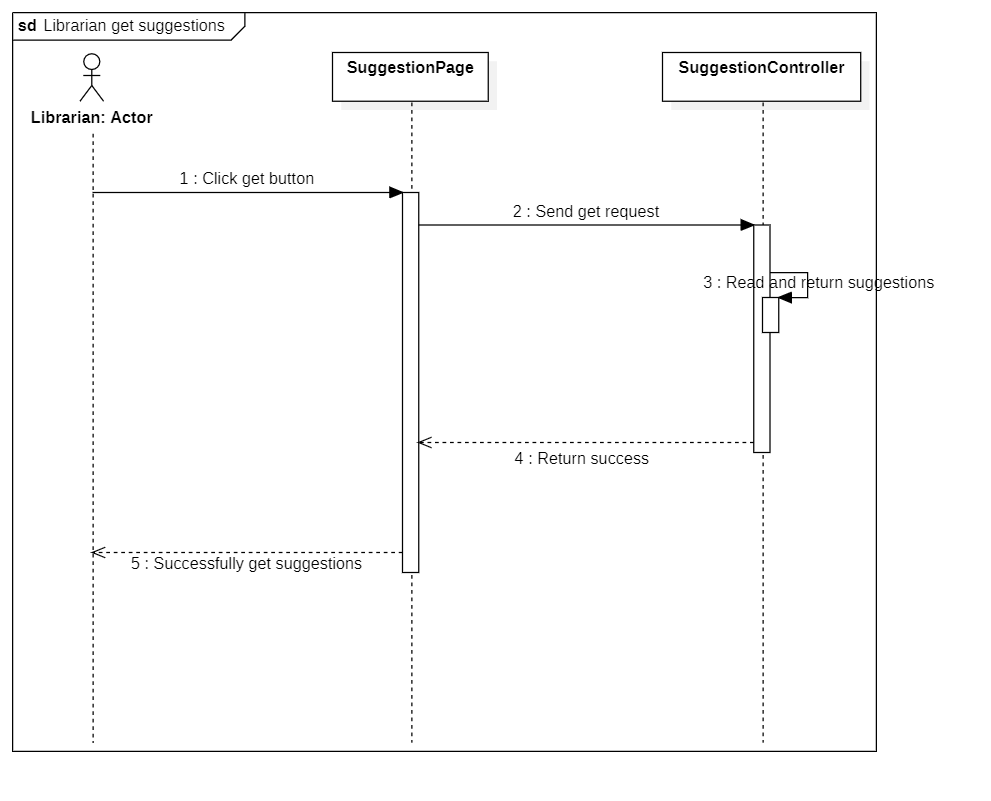 sd Librarian get suggestions
Librarian: Actor
SuggestionPage
SuggestionController
1 : Click get button
2 : Send get request
3 : Read and return suggestions
4 : Return success
5 : Successfully get suggestions